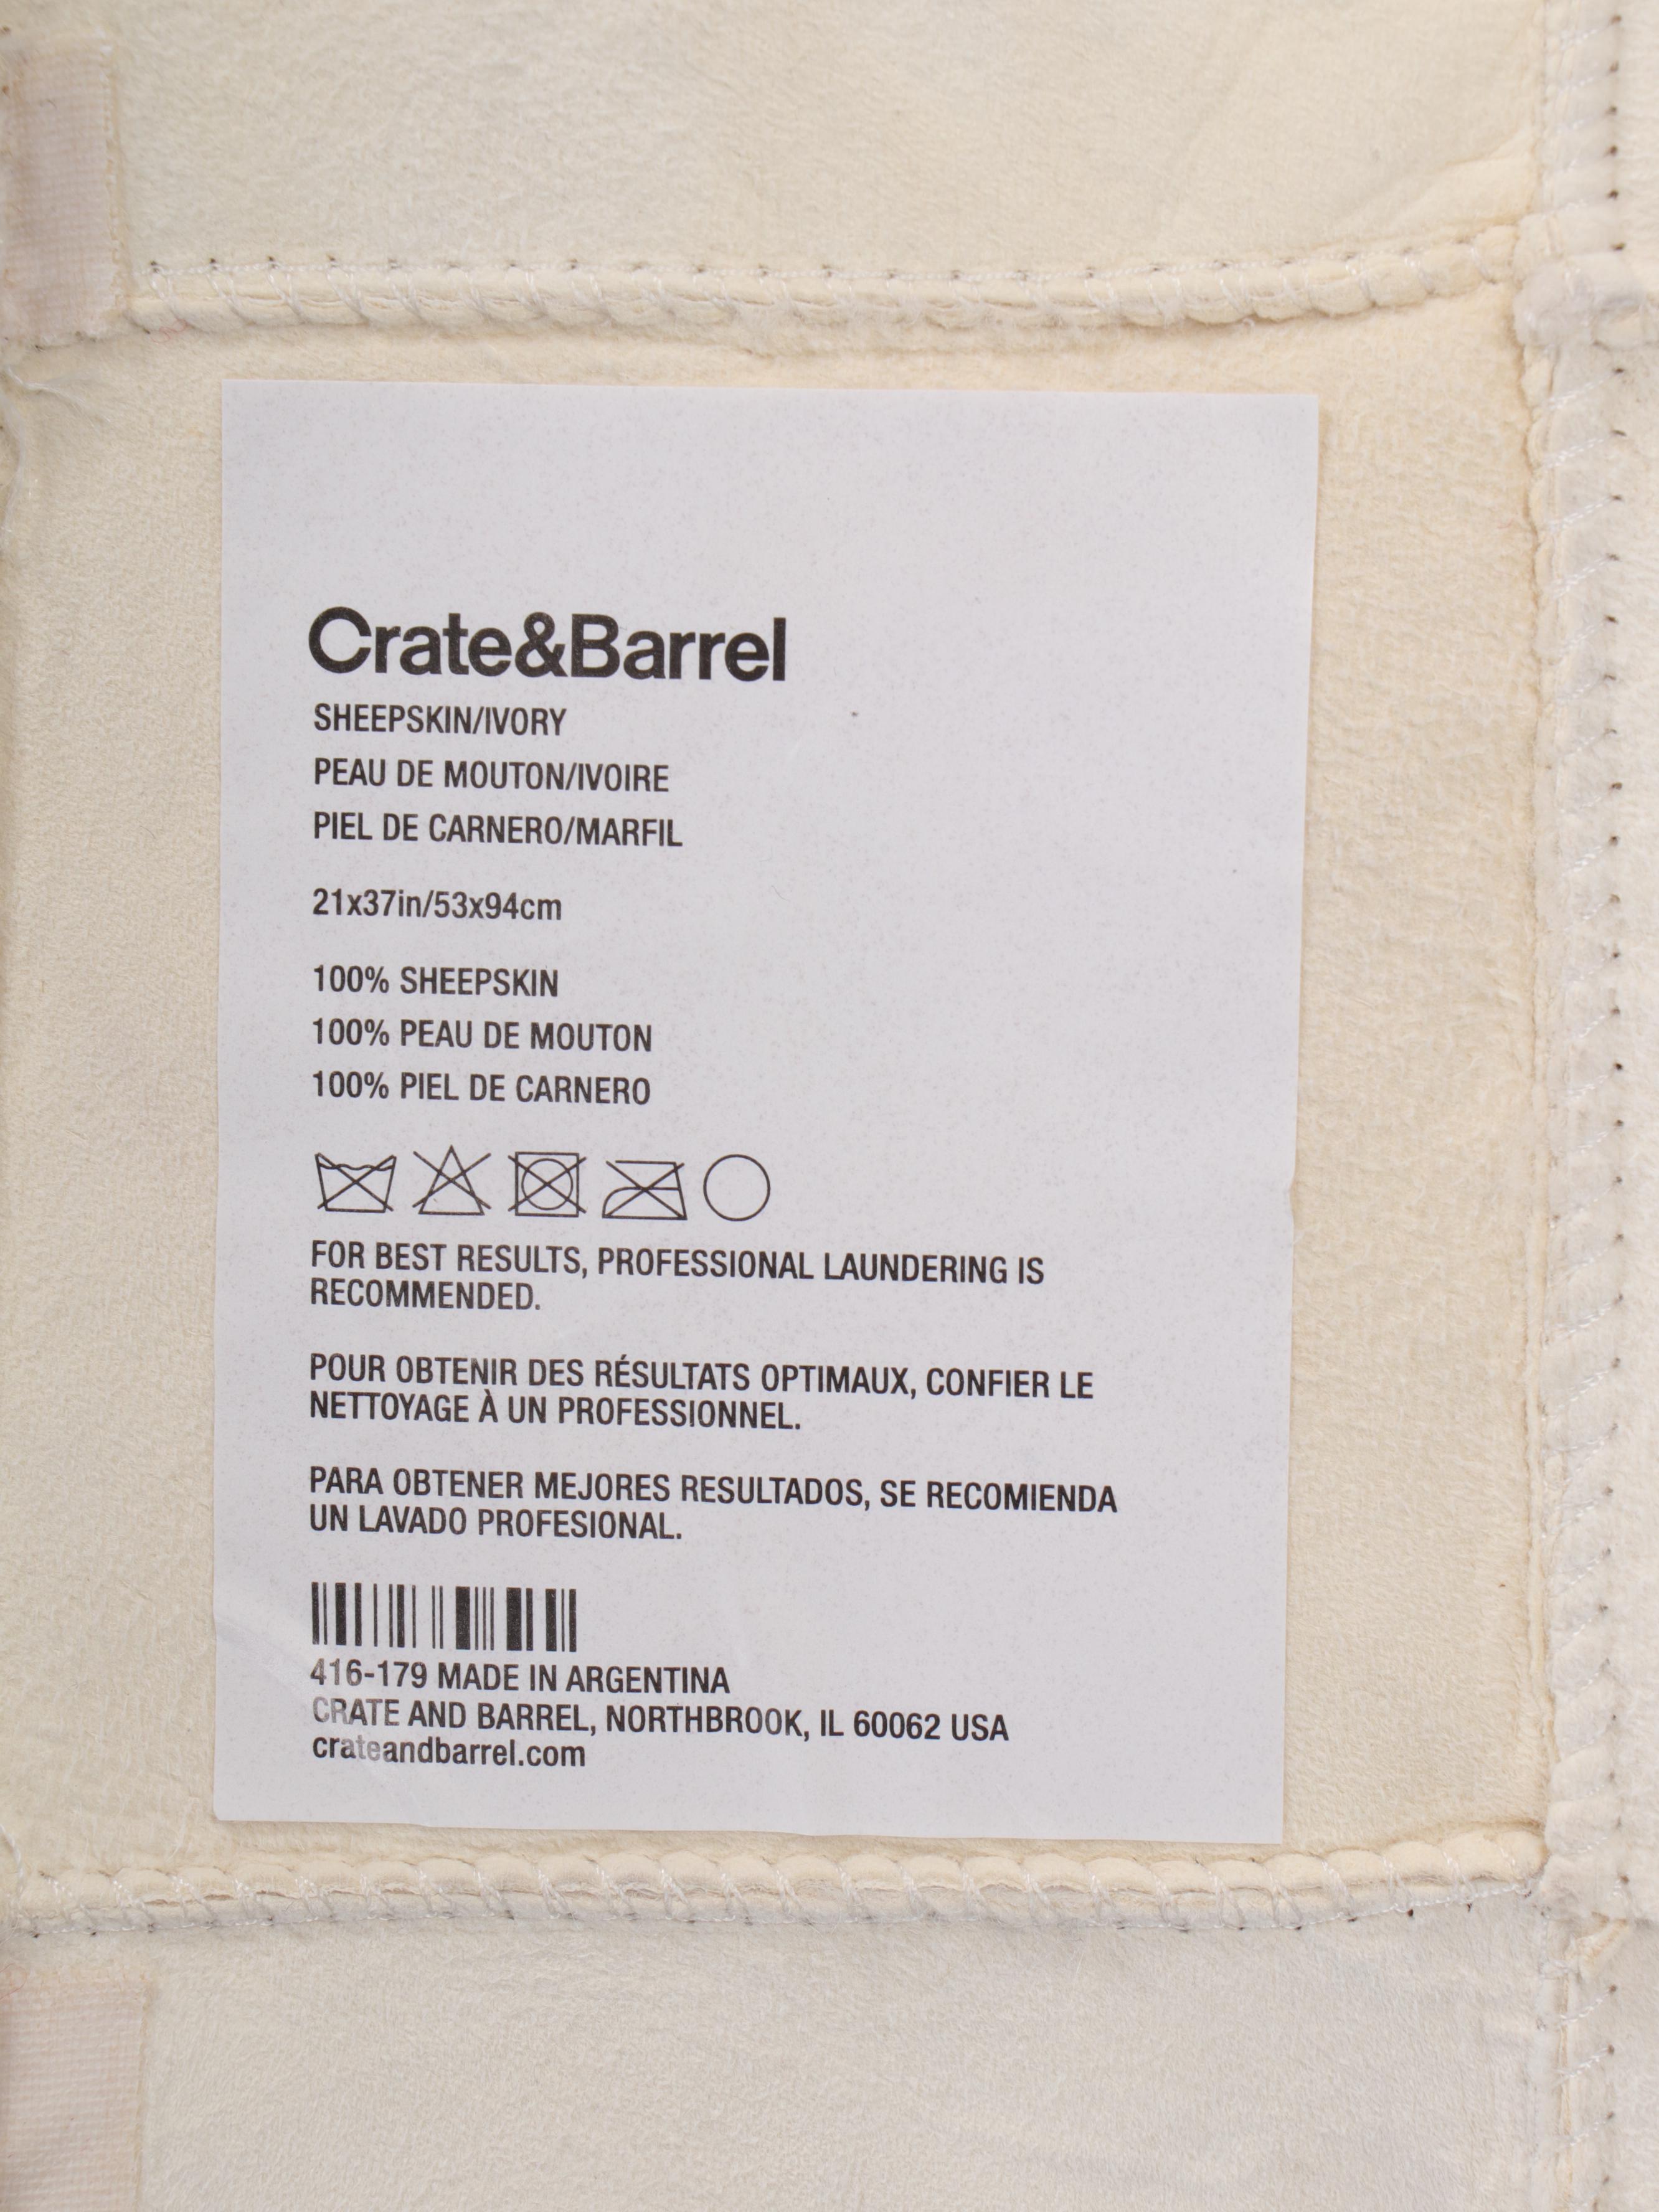 Crate&Barrel
SHEEPSKIN/IVORY
PEAU DE MOUTON/IVOIRE
PIEL DE CARNERO/MARFIL
21x37in/53x94cm
100% SHEEPSKIN
100% PEAU DE MOUTON
100% PIEL DE CARNERO
FOR BEST RESULTS, PROFESSIONAL LAUNDERING IS
RECOMMENDED.
POUR OBTENIR DES RÉSULTATS OPTIMAUX, CONFIER LE
NETTOYAGE À UN PROFESSIONNEL.
PARA OBTENER MEJORES RESULTADOS, SE RECOMIENDA
UN LAVADO PROFESIONAL.
416-179 MADE IN ARGENTINA
CRATE AND BARREL, NORTHBROOK, IL 60062 USA
crateandbarrel.com